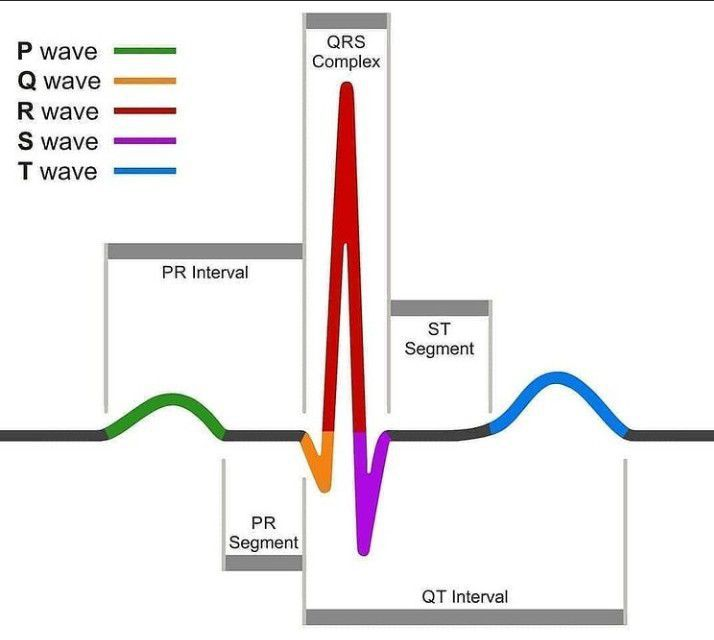 P wave
Q wave
R wave
S wave
T wave
QRS
Complex
PR Interval
ST
Segment
PR
Segment
QT Interval